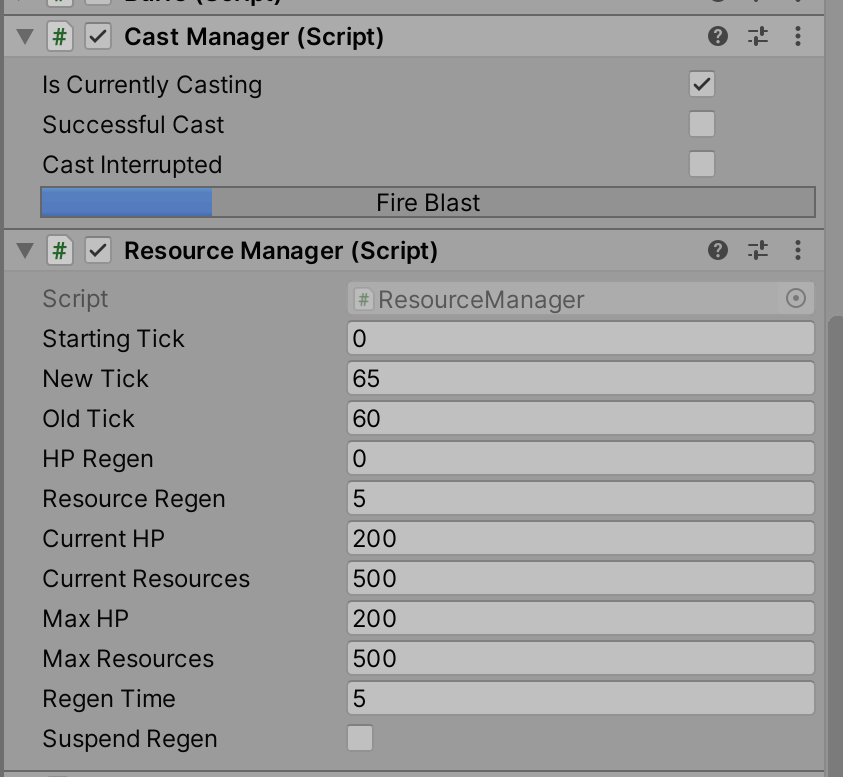 Cast Manager (Script)
Is Currently Casting
Successful Cast
Cast Interrupted
Fire Blast
# Resource Manager (Script)
Script # ResourceManager
Starting Tick 0
New Tick 65
Old Tick 60
HP Regen 0
Resource Regen 5
Current HP 200
Current Resources 500
Max HP 200
Max Resources 500
Regen Time 5
Suspend Regen